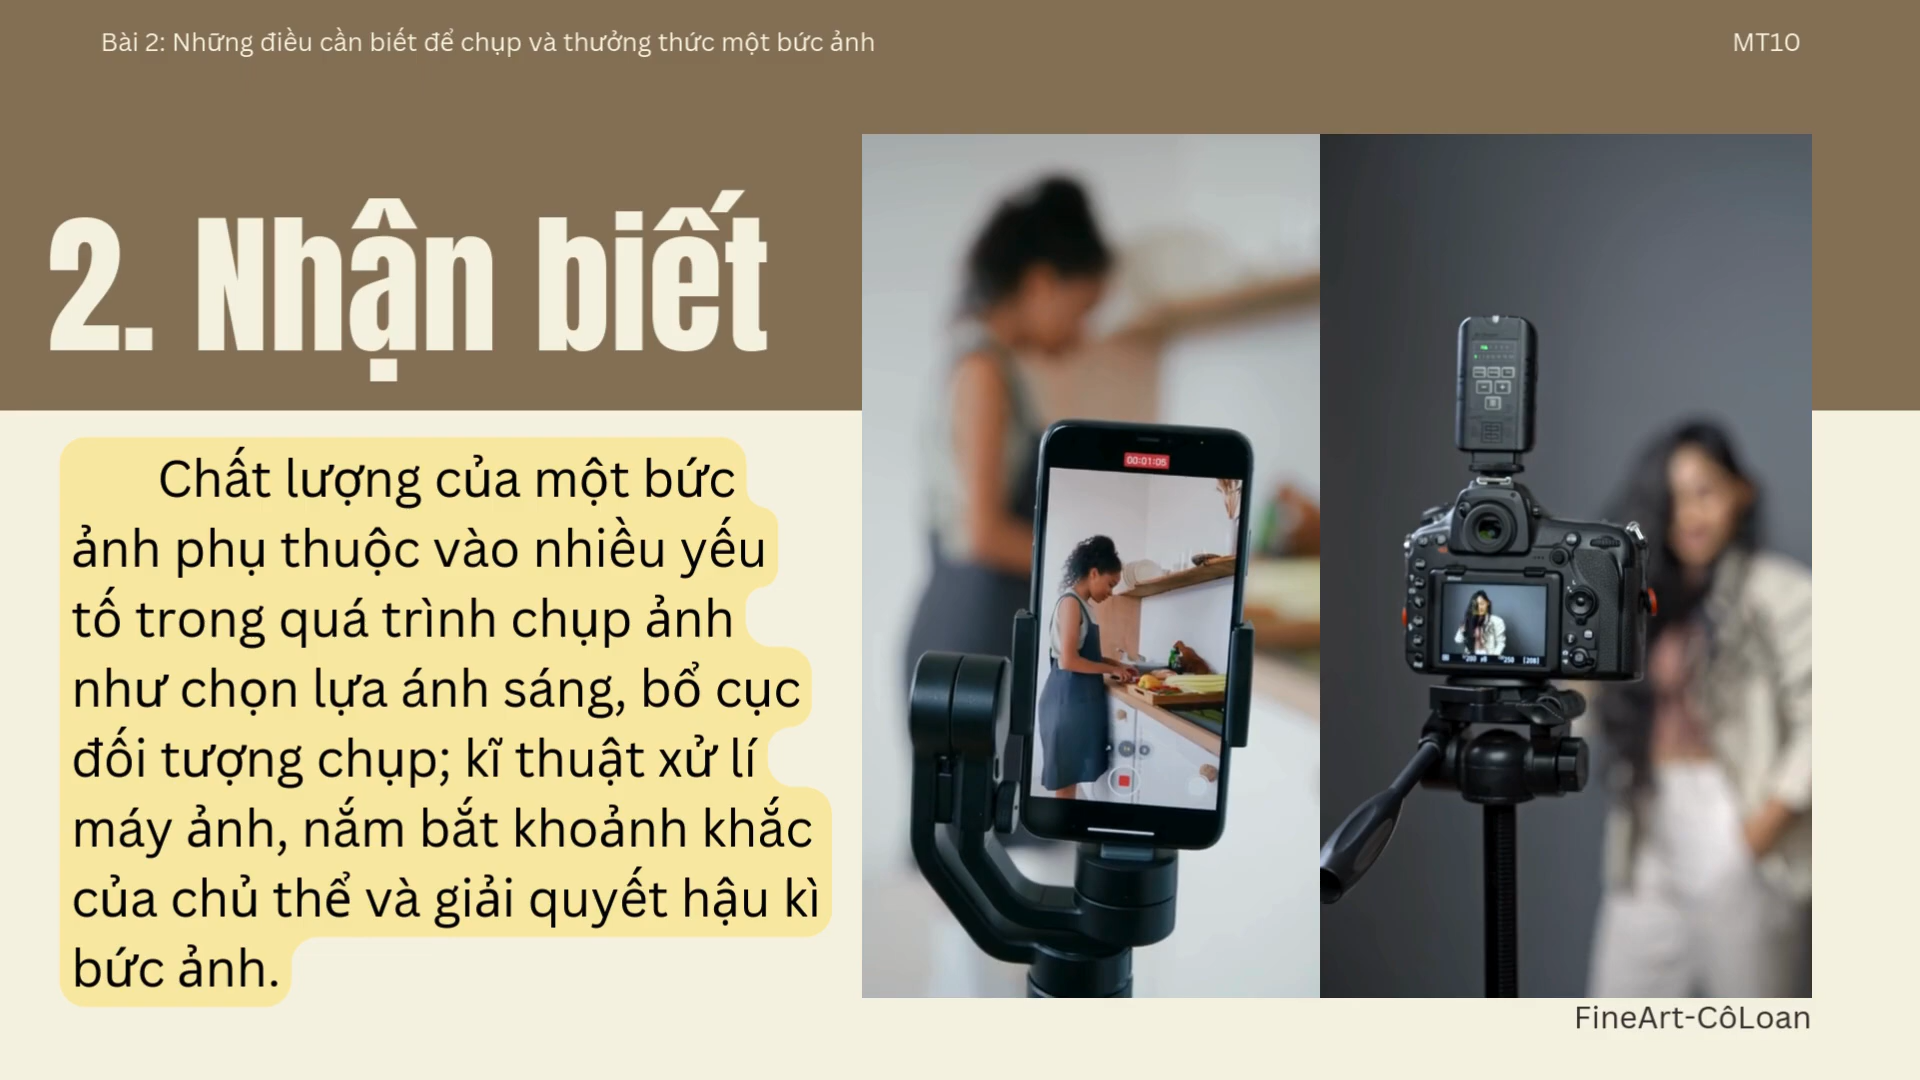 Bài 2: Những điều cần biết để chụp và thưởng thức một bức ảnh
MT10
2. Nhận biết
Chất lượng của một bức
ảnh phụ thuộc vào nhiều yếu
tố trong quá trình chụp ảnh
như chọn lựa ánh sáng, bổ cục
đối tượng chụp; kĩ thuật xử lí
máy ảnh, nắm bắt khoảnh khắc
của chủ thể và giải quyết hậu kì
bức ảnh.
00:01:05
FineArt-CôLoan